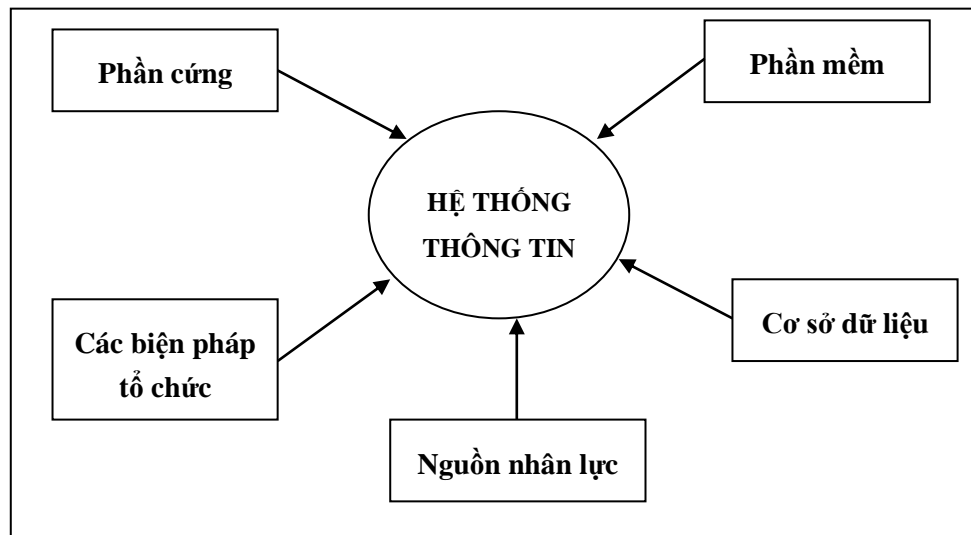 Phần cứng
Phần mềm
HỆ THỐNG
THÔNG TIN
Các biện pháp
tổ chức
Cơ sở dữ liệu
Nguồn nhân lực